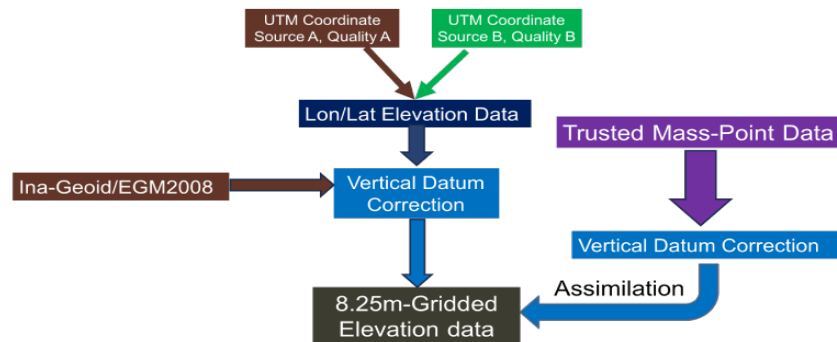 UTM Coordinate
Source A, Quality A
UTM Coordinate
Source B, Quality B
Lon/Lat Elevation Data
Trusted Mass-Point Data
Ina-Geoid/EGM2008
Vertical Datum
Correction
Vertical Datum Correction
Assimilation
8.25m-Gridded
Elevation data